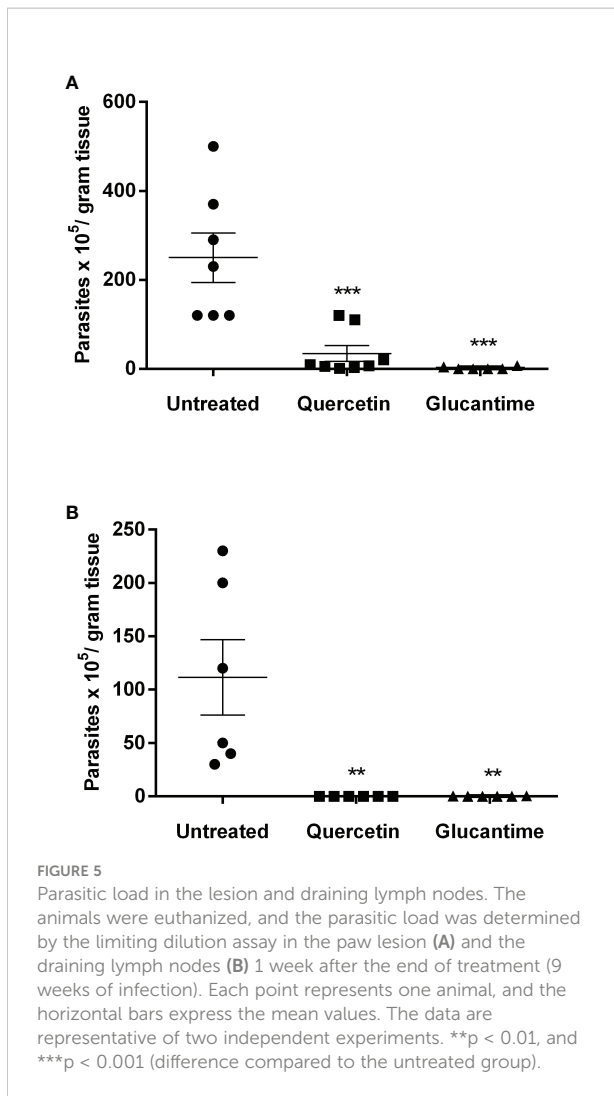 A
600
400
200
0
Parasites x 10⁵/ gram tissue
***
***
Untreated
Quercetin
Glucantime
B
250
200
150
100
50
0
Parasites x 10⁵/ gram tissue
**
**
Untreated
Quercetin
Glucantime
FIGURE 5
Parasitic load in the lesion and draining lymph nodes. The
animals were euthanized, and the parasitic load was determined
by the limiting dilution assay in the paw lesion (A) and the
draining lymph nodes (B) 1 week after the end of treatment (9
weeks of infection). Each point represents one animal, and the
horizontal bars express the mean values. The data are
representative of two independent experiments. **p < 0.01, and
***p < 0.001 (difference compared to the untreated group).